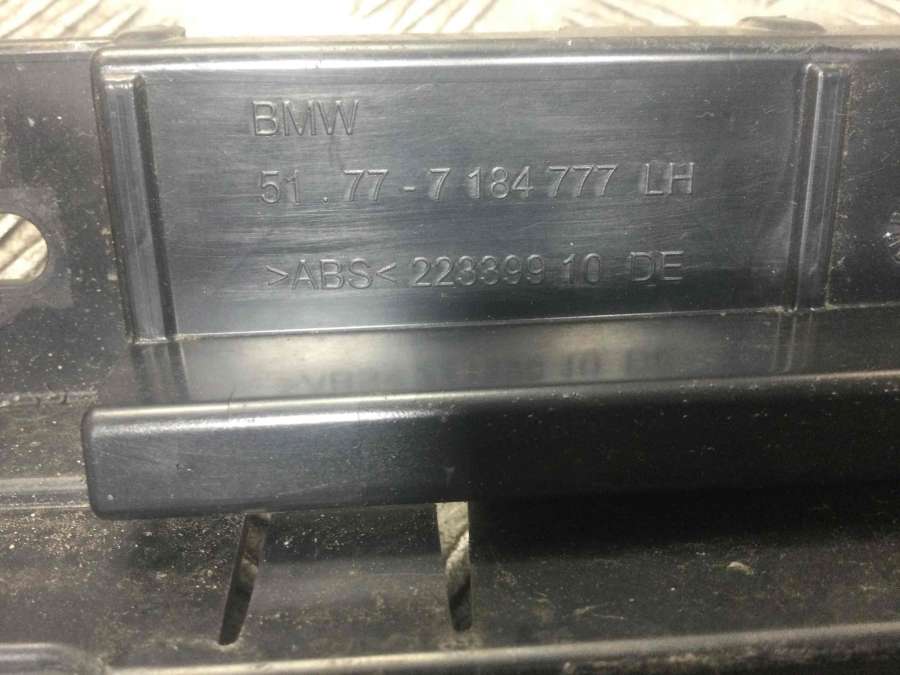 BMW
51 . 77 - 7 184 777 LH
>ABS< 223399 10 DE